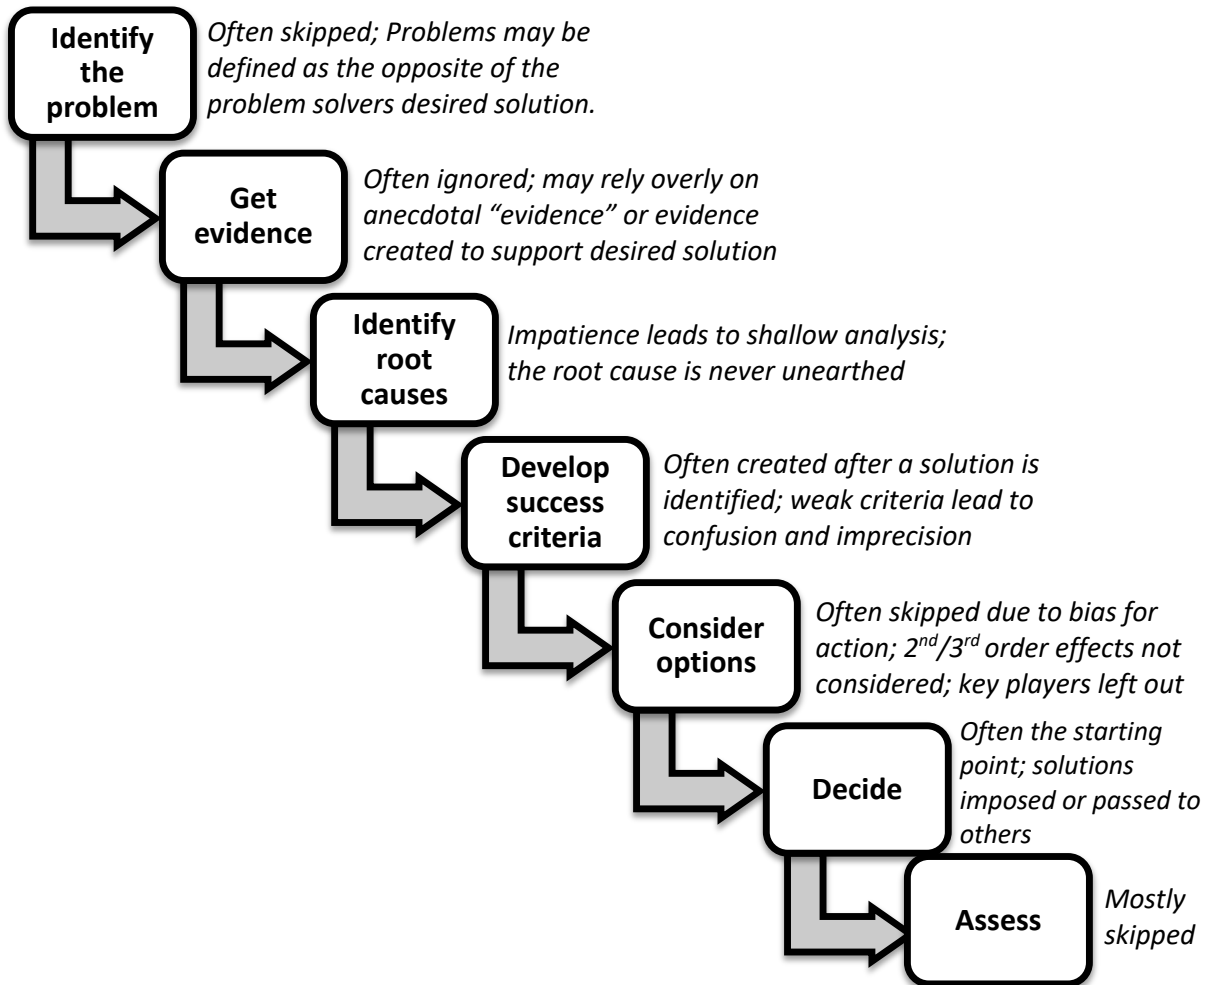 Identify
the
problem
Often skipped; Problems may be
defined as the opposite of the
problem solvers desired solution.
Get
evidence
Often ignored; may rely overly on
anecdotal “evidence” or evidence
created to support desired solution
Identify
root
causes
Impatience leads to shallow analysis;
the root cause is never unearthed
Develop
success
criteria
Often created after a solution is
identified; weak criteria lead to
confusion and imprecision
Consider
options
Often skipped due to bias for
action; 2nd/3rd order effects not
considered; key players left out
Decide
Often the starting
point; solutions
imposed or passed to
others
Assess
Mostly
skipped